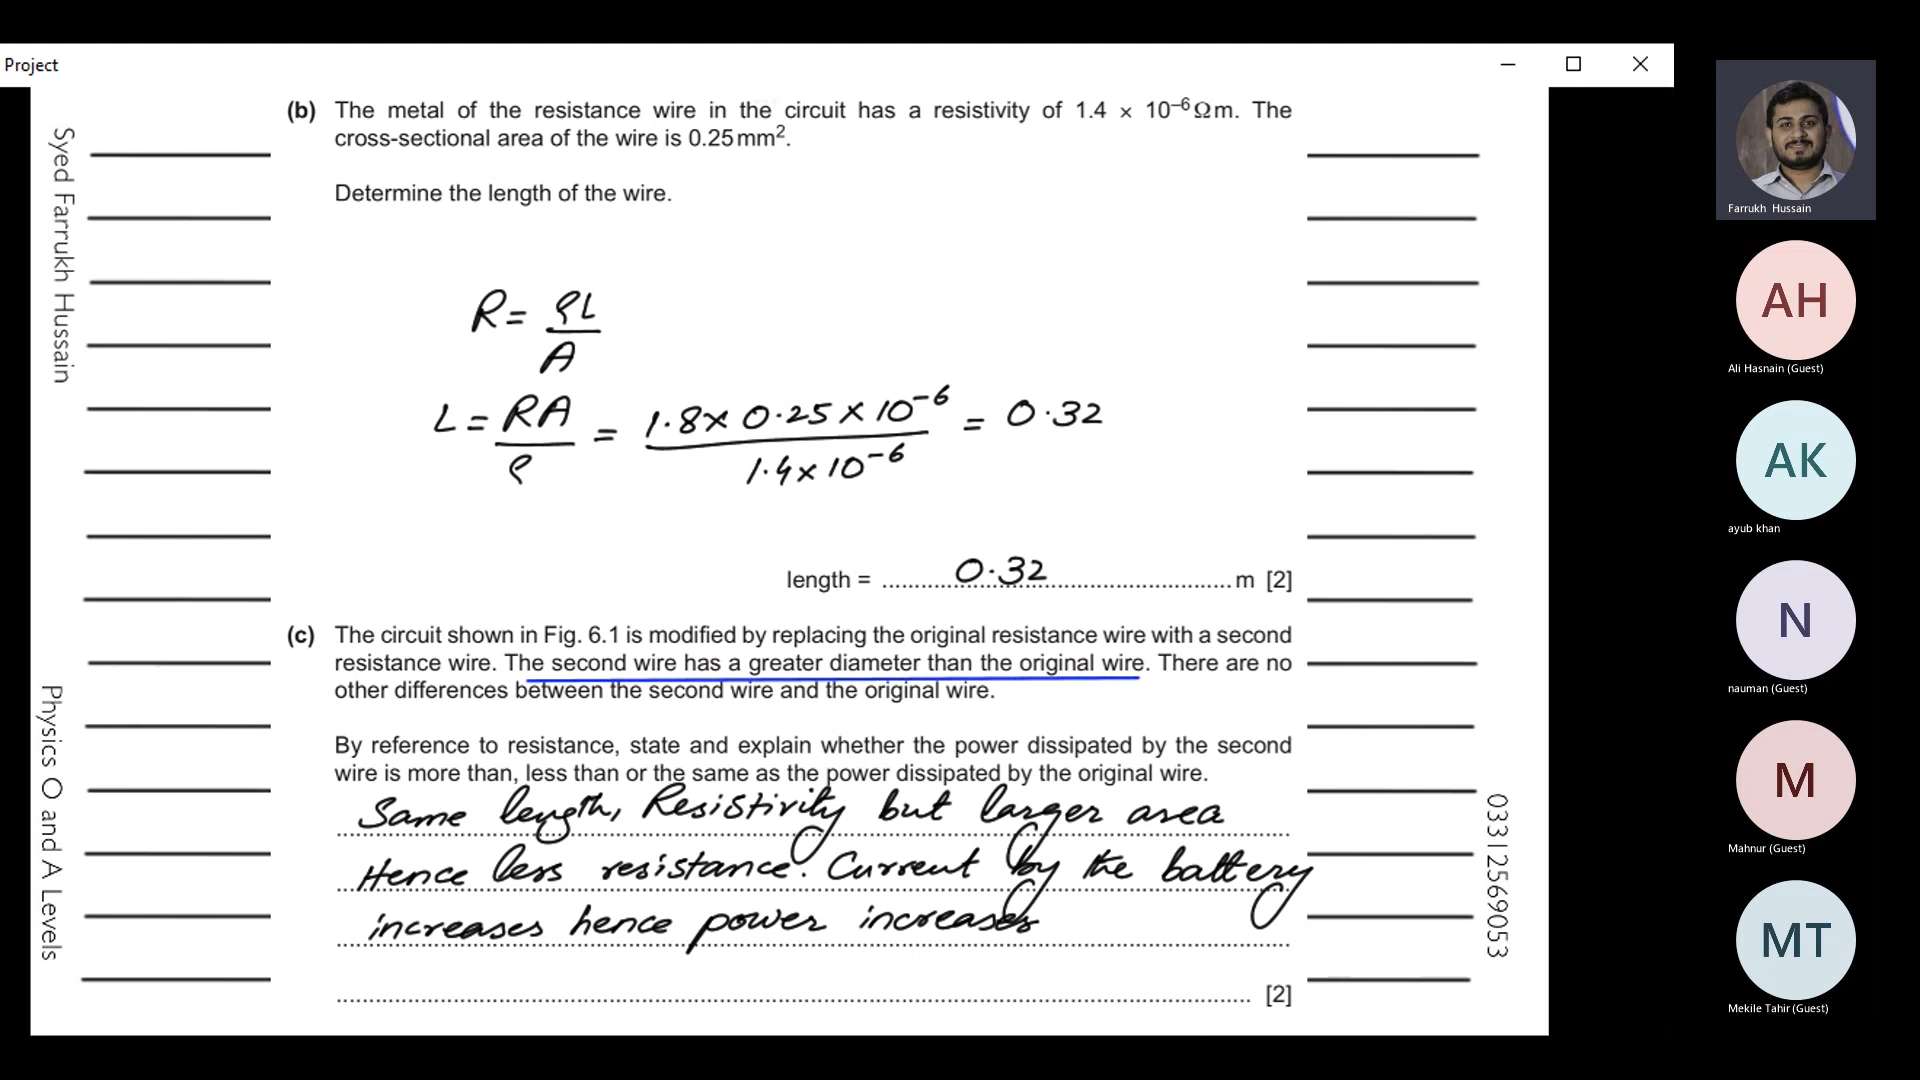 Project
Syed Farrukh Hussain
Physics O and A Levels
(b) The metal of the resistance wire in the circuit has a resistivity of 1.4 × 10⁻⁶ Ωm. The
cross-sectional area of the wire is 0.25 mm².
Determine the length of the wire.
R = ρL / A
L = RA / ρ = 1.8 × 0.25 × 10⁻⁶ / 1.4 × 10⁻⁶ = 0.32
length = 0.32 m [2]
(c) The circuit shown in Fig. 6.1 is modified by replacing the original resistance wire with a second
resistance wire. The second wire has a greater diameter than the original wire. There are no
other differences between the second wire and the original wire.
By reference to resistance, state and explain whether the power dissipated by the second
wire is more than, less than or the same as the power dissipated by the original wire.
Same length, Resistivity but larger area
Hence less resistance. Current by the battery
increases hence power increases
[2]
03312569053
Farrukh Hussain
AH
Ali Hasnain (Guest)
AK
ayub khan
N
nauman (Guest)
M
Mahnur (Guest)
MT
Mekile Tahir (Guest)